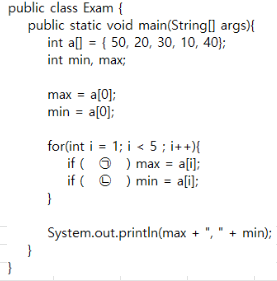 public class Exam {
public static void main(String[] args){
int a[] = { 50, 20, 30, 10, 40};
int min, max;
max = a[0];
min = a[0];
for(int i = 1; i < 5 ; i++){
if ( ㉠ ) max = a[i];
if ( ㉡ ) min = a[i];
}
System.out.println(max + ", " + min);
}
}